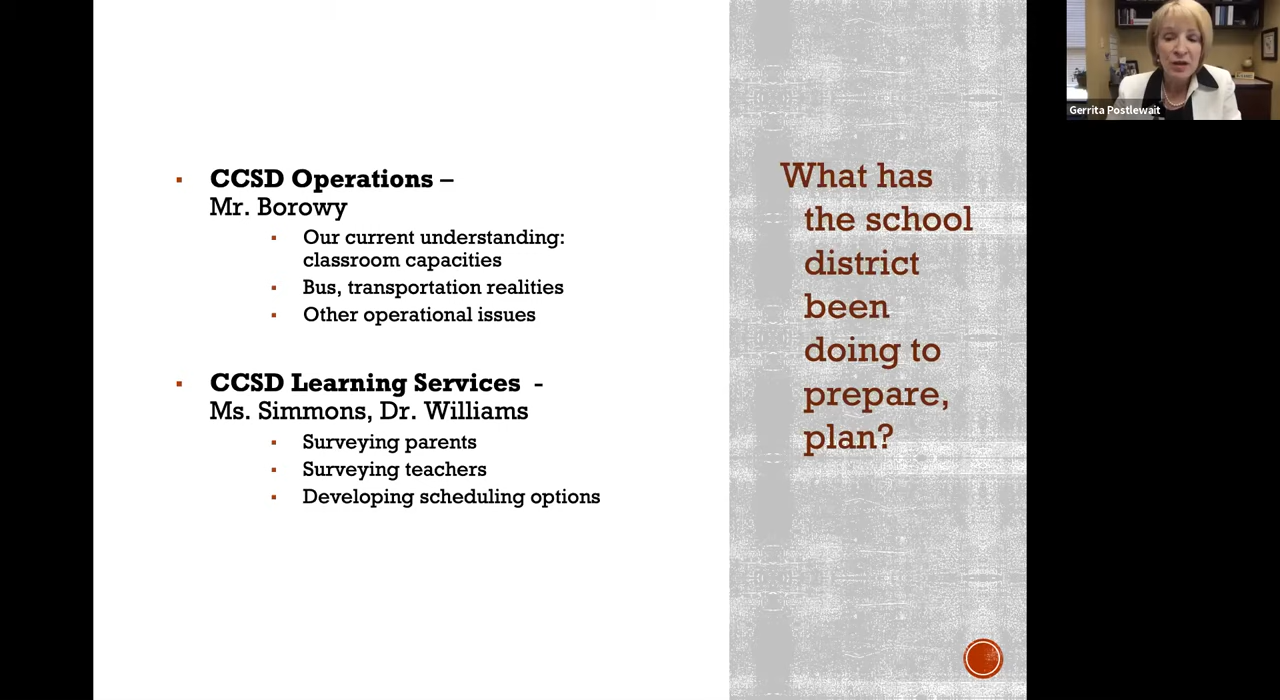 CCSD Operations –
Mr. Borowy
Our current understanding:
classroom capacities
Bus, transportation realities
Other operational issues
CCSD Learning Services -
Ms. Simmons, Dr. Williams
Surveying parents
Surveying teachers
Developing scheduling options
What has
the school
district
been
doing to
prepare,
plan?
Gerrita Postlewait